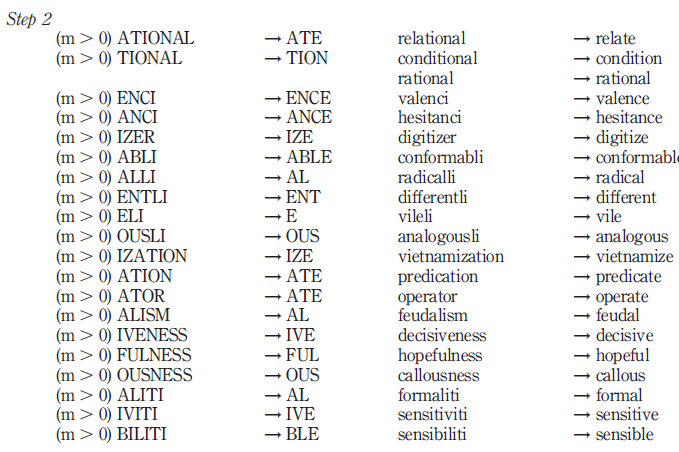 Step 2
(m > 0) ATIONAL → ATE relational → relate
(m > 0) TIONAL → TION conditional → condition
rational → rational
(m > 0) ENCI → ENCE valenci → valence
(m > 0) ANCI → ANCE hesitanci → hesitance
(m > 0) IZER → IZE digitizer → digitize
(m > 0) ABLI → ABLE conformabli → conformable
(m > 0) ALLI → AL radicalli → radical
(m > 0) ENTLI → ENT differentli → different
(m > 0) ELI → E vileli → vile
(m > 0) OUSLI → OUS analogousli → analogous
(m > 0) IZATION → IZE vietnamization → vietnamize
(m > 0) ATION → ATE predication → predicate
(m > 0) ATOR → ATE operator → operate
(m > 0) ALISM → AL feudalism → feudal
(m > 0) IVENESS → IVE decisiveness → decisive
(m > 0) FULNESS → FUL hopefulness → hopeful
(m > 0) OUSNESS → OUS callousness → callous
(m > 0) ALITI → AL formaliti → formal
(m > 0) IVITI → IVE sensitiviti → sensitive
(m > 0) BILITI → BLE sensibiliti → sensible